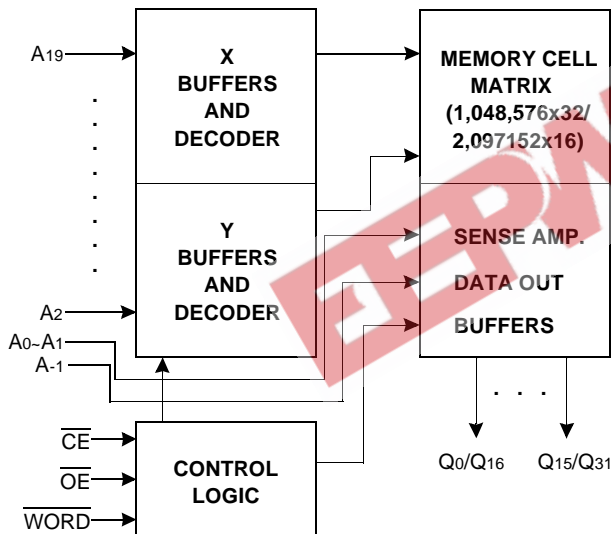 A19
X
BUFFERS
AND
DECODER
MEMORY CELL
MATRIX
(1,048,576x32/
2,097152x16)
Y
BUFFERS
AND
DECODER
SENSE AMP.
DATA OUT
BUFFERS
A2
A0~A1
A-1
CE
OE
WORD
CONTROL
LOGIC
Q0/Q16
Q15/Q31
. . .
EEPW